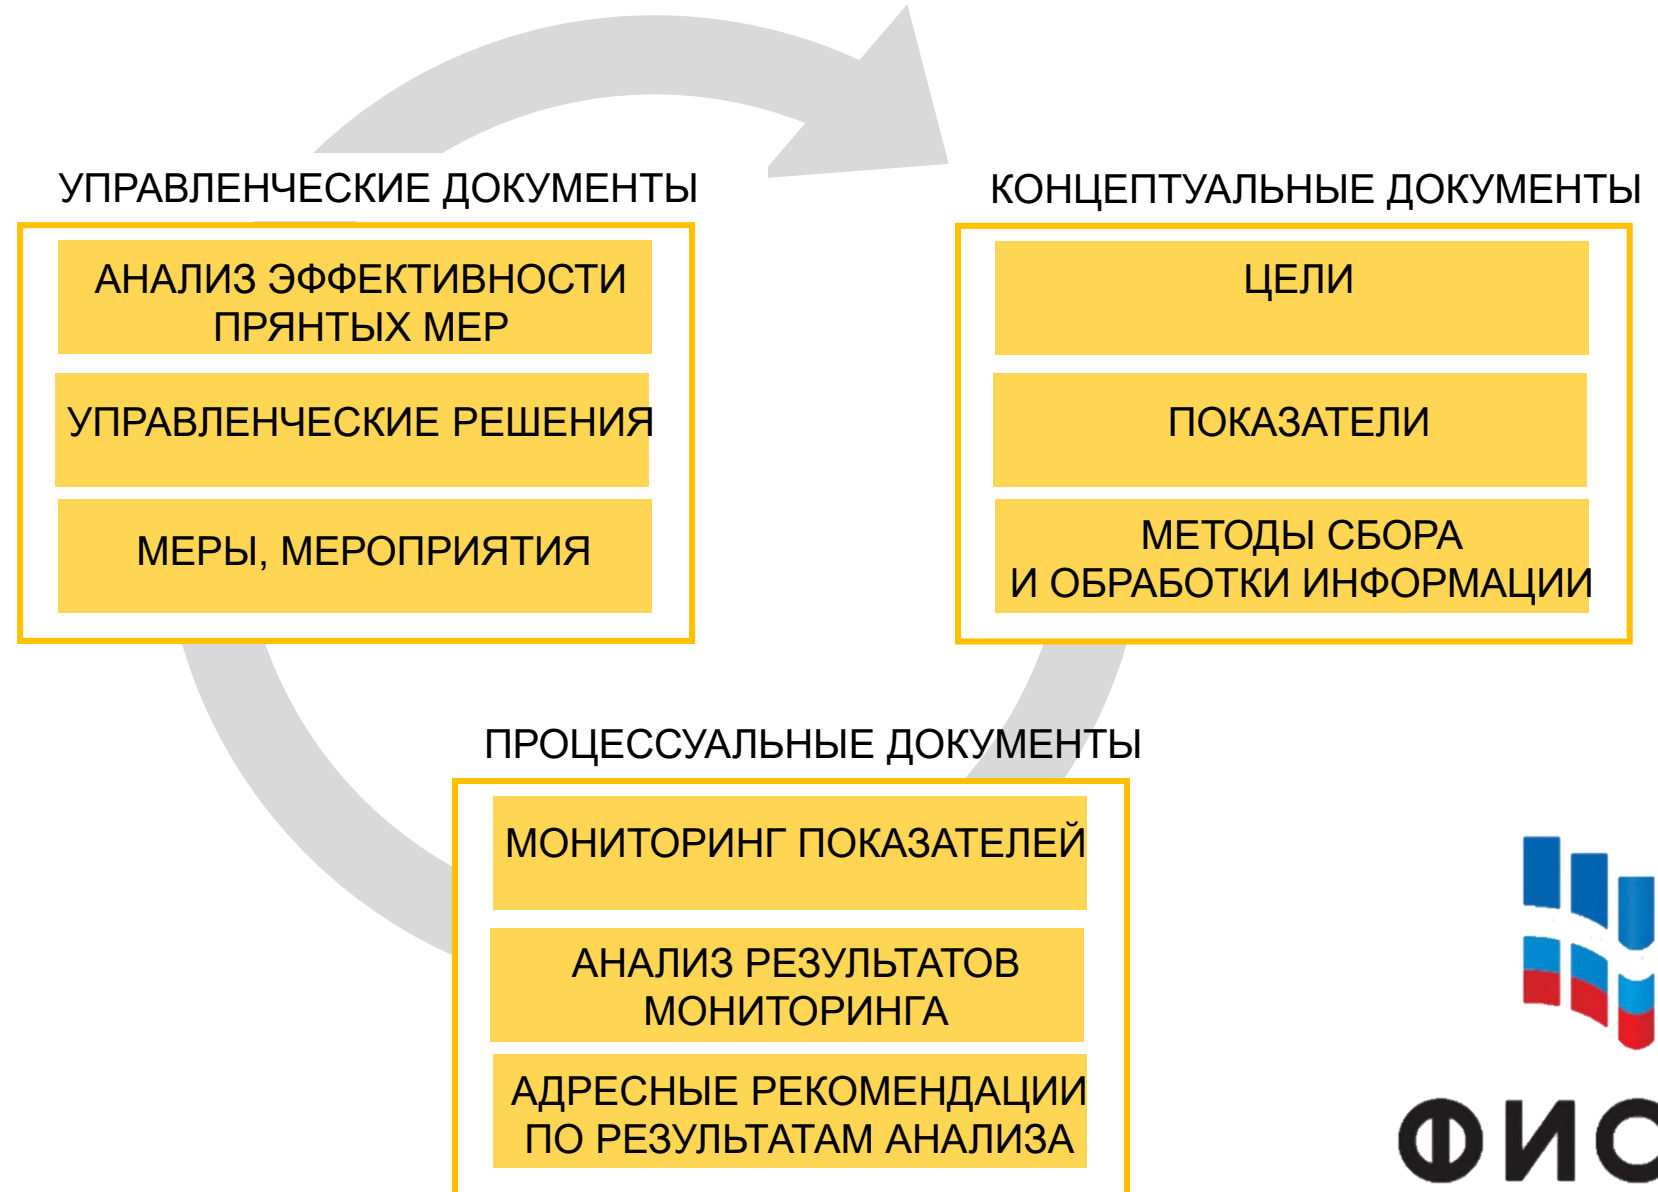 УПРАВЛЕНЧЕСКИЕ ДОКУМЕНТЫ
АНАЛИЗ ЭФФЕКТИВНОСТИ
ПРЯНТЫХ МЕР
УПРАВЛЕНЧЕСКИЕ РЕШЕНИЯ
МЕРЫ, МЕРОПРИЯТИЯ
КОНЦЕПТУАЛЬНЫЕ ДОКУМЕНТЫ
ЦЕЛИ
ПОКАЗАТЕЛИ
МЕТОДЫ СБОРА
И ОБРАБОТКИ ИНФОРМАЦИИ
ПРОЦЕССУАЛЬНЫЕ ДОКУМЕНТЫ
МОНИТОРИНГ ПОКАЗАТЕЛЕЙ
АНАЛИЗ РЕЗУЛЬТАТОВ
МОНИТОРИНГА
АДРЕСНЫЕ РЕКОМЕНДАЦИИ
ПО РЕЗУЛЬТАТАМ АНАЛИЗА
ФИО